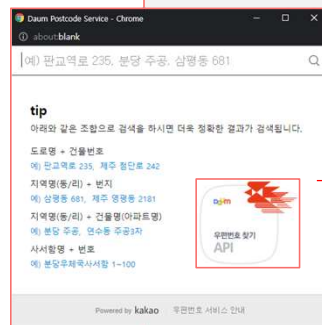 Daum Postcode Service - Chrome
about:blank
예) 판교역로 235, 분당 주공, 삼평동 681
tip
아래와 같은 조합으로 검색을 하시면 더욱 정확한 결과가 검색됩니다.
도로명 + 건물번호
예) 판교역로 235, 제주 첨단로 242
지역명(동/리) + 번지
예) 삼평동 681, 제주 영평동 2181
지역명(동/리) + 건물명(아파트명)
예) 분당 주공, 연수동 주공3차
사서함명 + 번호
예) 분당우체국사서함 1~100
Daum
우편번호 찾기
API
Powered by kakao 우편번호 서비스 안내